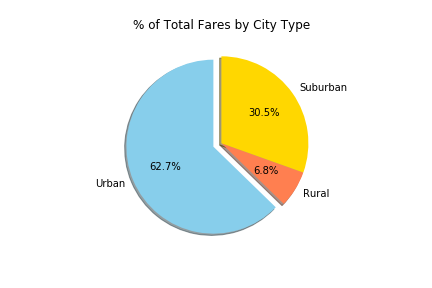 % of Total Fares by City Type
Suburban
30.5%
62.7%
6.8%
Urban
Rural